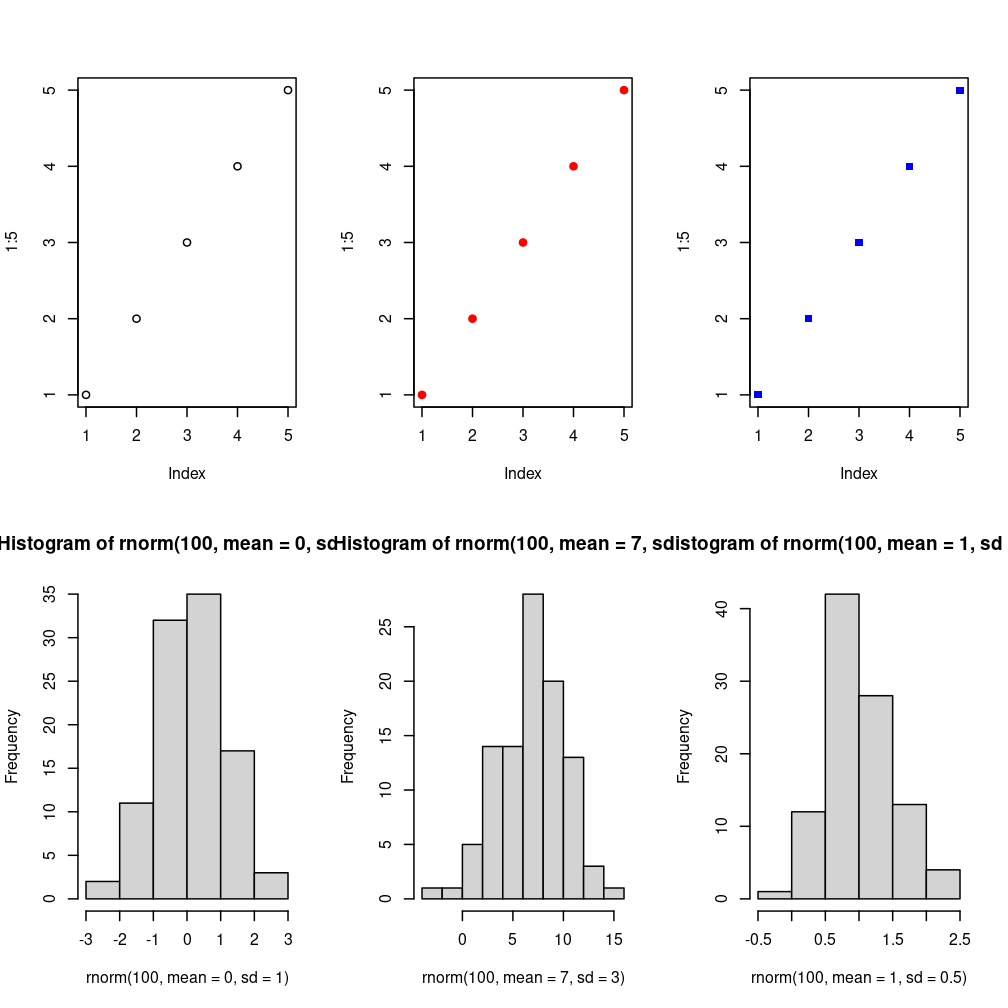 5 5 5
4 4 4
1:5 3 1:5 3 1:5 3
2 2 2
1 1 1
1 2 3 4 5 1 2 3 4 5 1 2 3 4 5
Index Index Index
Histogram of rnorm(100, mean = 0, sd
Histogram of rnorm(100, mean = 7, sd
istogram of rnorm(100, mean = 1, sd
Frequency
35
30
25
20
15
10
5
0
-3 -2 -1 0 1 2 3
rnorm(100, mean = 0, sd = 1)
Frequency
25
20
15
10
5
0
0 5 10 15
rnorm(100, mean = 7, sd = 3)
Frequency
40
30
20
10
0
-0.5 0.5 1.5 2.5
rnorm(100, mean = 1, sd = 0.5)